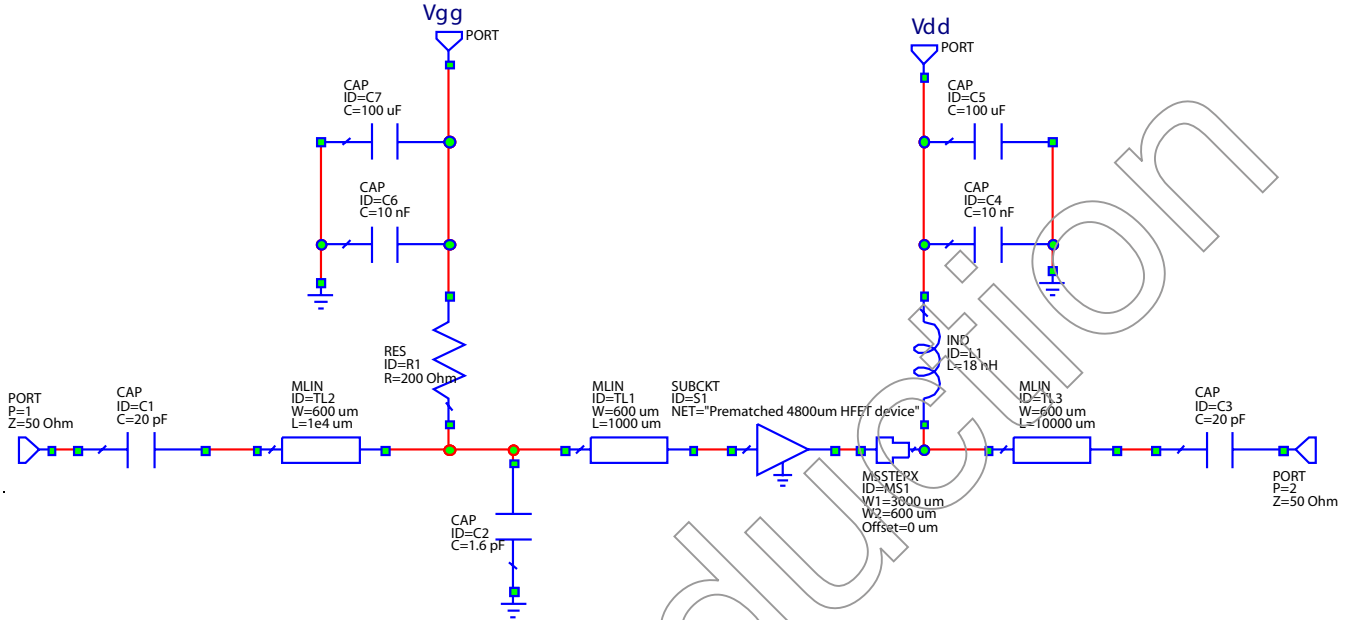 Vgg
PORT
Vdd
PORT
CAP
ID=C7
C=100 uF
CAP
ID=C5
C=100 uF
CAP
ID=C6
C=10 nF
CAP
ID=C4
C=10 nF
RES
ID=R1
R=200 Ohm
IND
ID=L1
L=18 nH
PORT
P=1
Z=50 Ohm
CAP
ID=C1
C=20 pF
MLIN
ID=TL2
W=600 um
L=1e4 um
MLIN
ID=TL1
W=600 um
L=1000 um
SUBCKT
ID=S1
NET="Prematched 4800um HFET device"
MLIN
ID=TL3
W=600 um
L=10000 um
CAP
ID=C3
C=20 pF
MSSTEPX
ID=MS1
W1=3000 um
W2=600 um
Offset=0 um
PORT
P=2
Z=50 Ohm
CAP
ID=C2
C=1.6 pF
duction